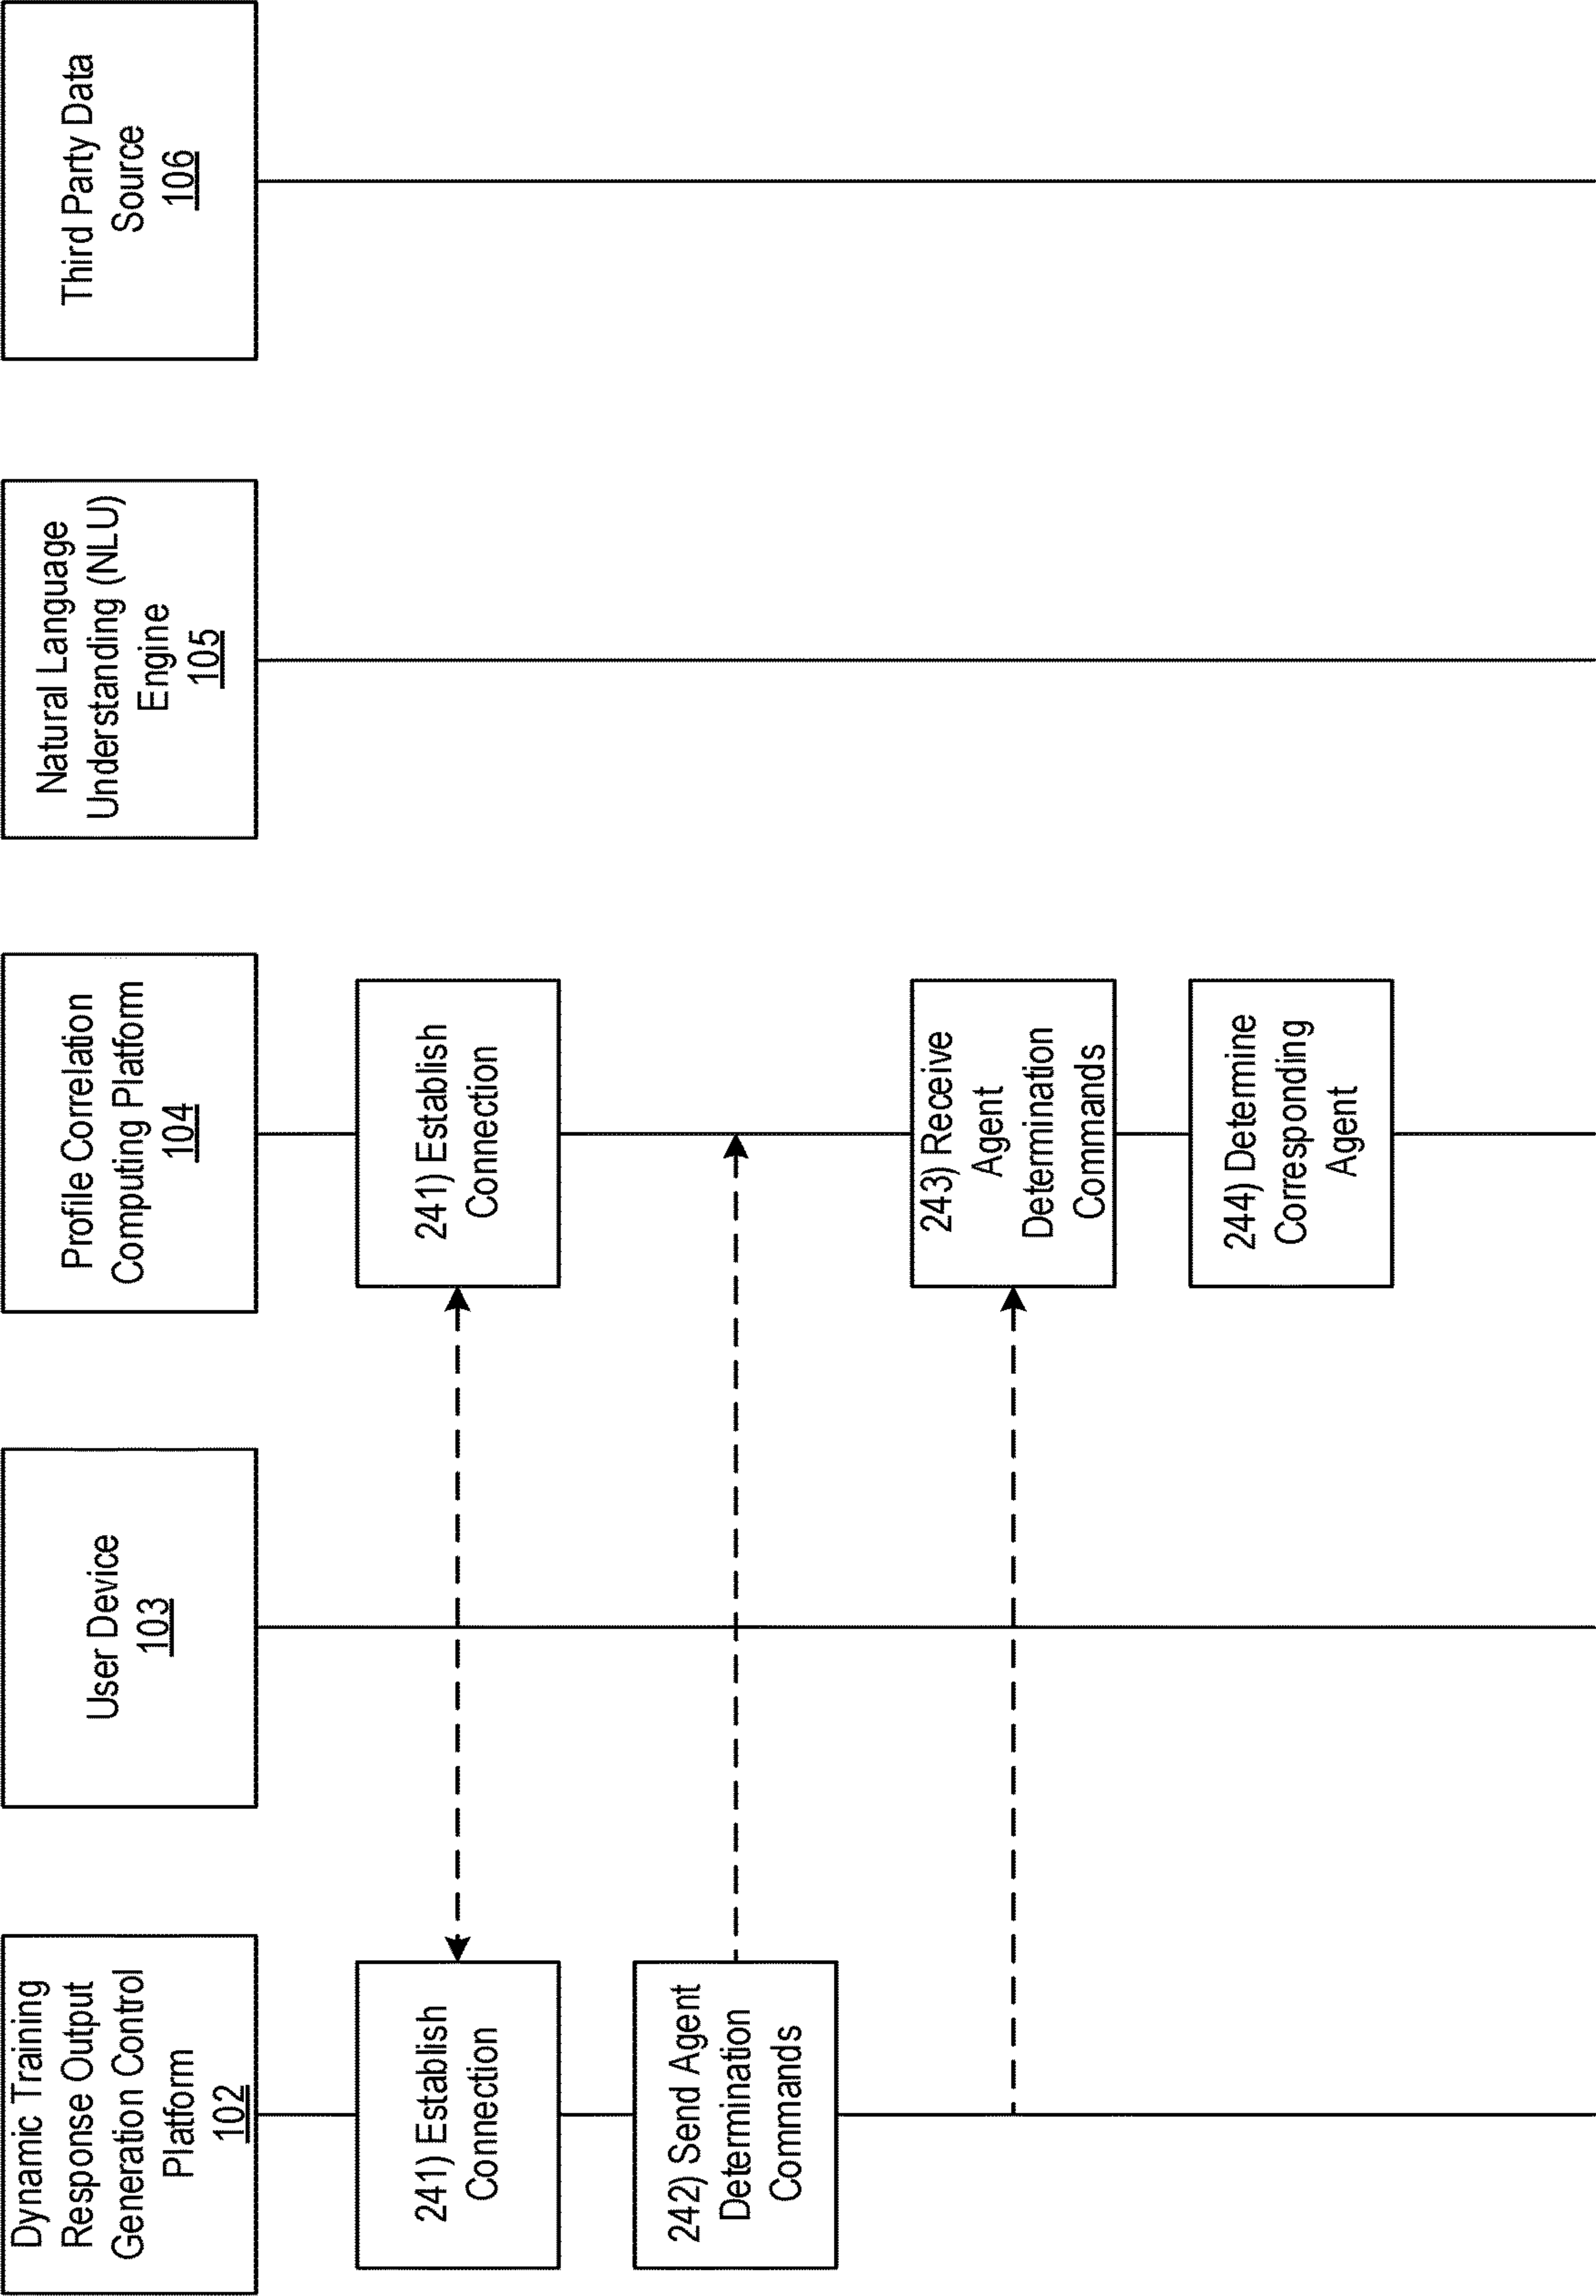 Dynamic Training
Response Output
Generation Control
Platform
102
User Device
103
Profile Correlation
Computing Platform
104
Natural Language
Understanding (NLU)
Engine
105
Third Party Data
Source
106
241) Establish
Connection
241) Establish
Connection
242) Send Agent
Determination
Commands
243) Receive
Agent
Determination
Commands
244) Determine
Corresponding
Agent